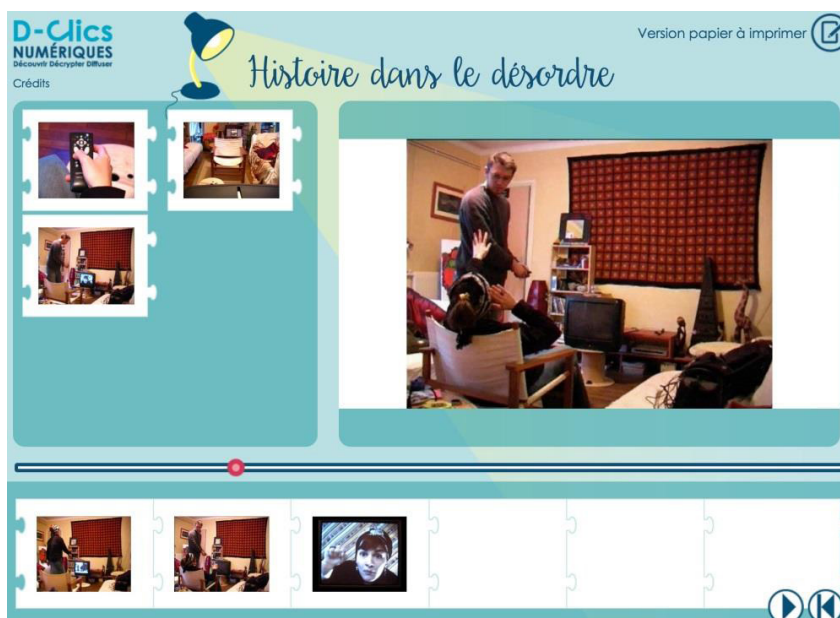 D-Clics
NUMÉRIQUES
Découvrir Décrypter Diffuser
Crédits
Histoire dans le désordre
Version papier à imprimer